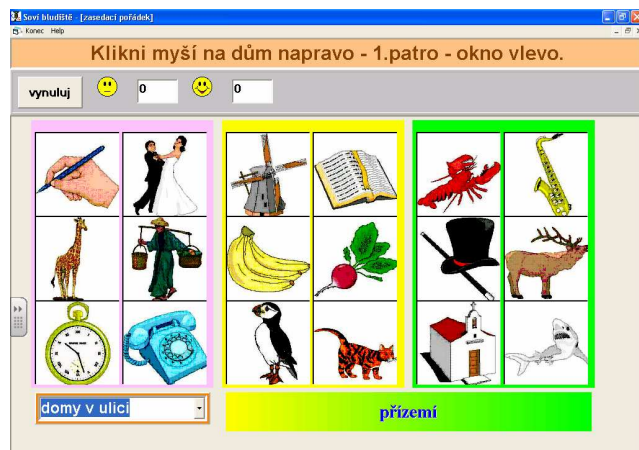 Soví bludiště - [zasedací pořádek]
Konec Help
Klikni myší na dům napravo - 1.patro - okno vlevo.
vynuluj 0 0
domy v ulici
přízemí